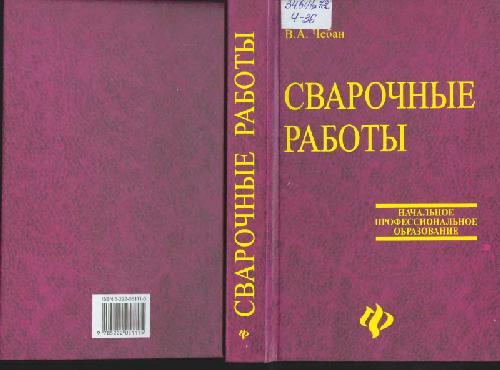 В.А. Чебан
СВАРОЧНЫЕ
РАБОТЫ
НАЧАЛЬНОЕ
ПРОФЕССИОНАЛЬНОЕ
ОБРАЗОВАНИЕ
СВАРОЧНЫЕ РАБОТЫ